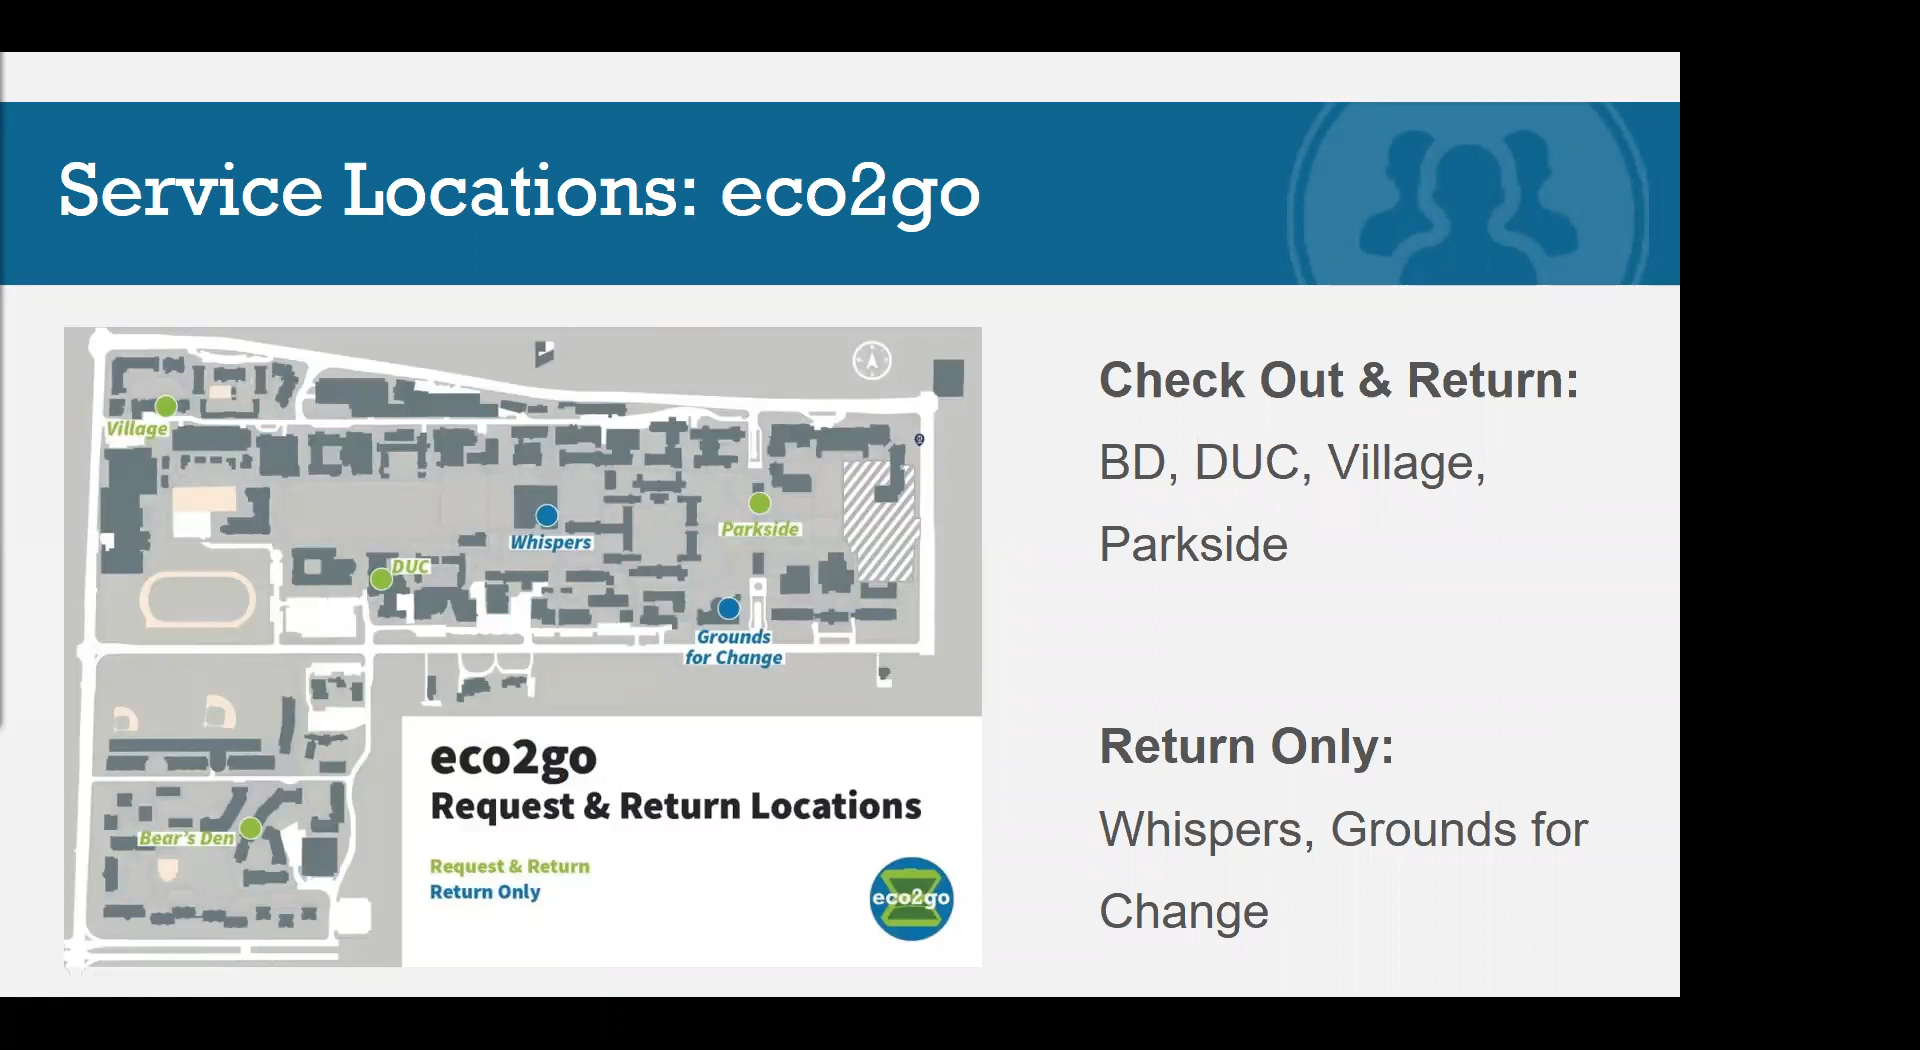 Service Locations: eco2go
Village
Whispers
Parkside
DUC
Grounds
for Change
Bear's Den
eco2go
Request & Return Locations
Request & Return
Return Only
eco2go
Check Out & Return:
BD, DUC, Village,
Parkside
Return Only:
Whispers, Grounds for
Change